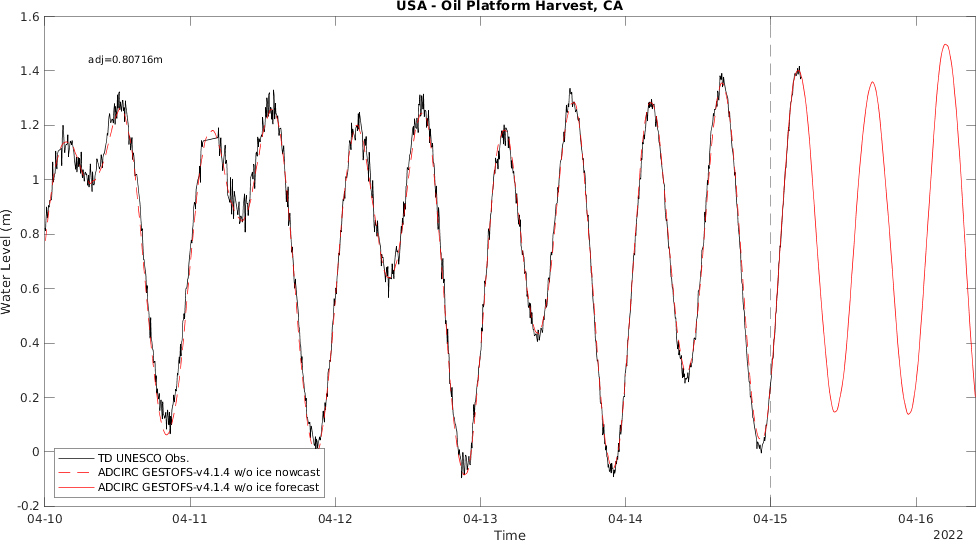 USA - Oil Platform Harvest, CA
1.6
1.4
1.2
1
0.8
0.6
0.4
0.2
0
-0.2
Water Level (m)
adj=0.80716m
TD UNESCO Obs.
ADCIRC GESTOFS-v4.1.4 w/o ice nowcast
ADCIRC GESTOFS-v4.1.4 w/o ice forecast
04-10 04-11 04-12 04-13 04-14 04-15 04-16
Time
2022